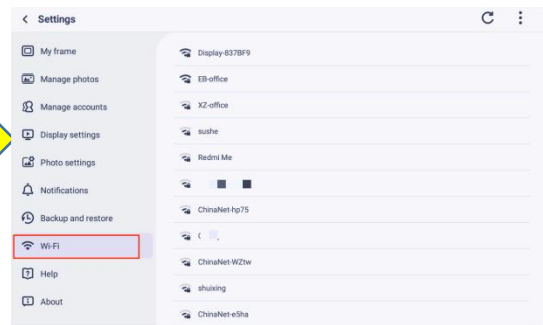 Settings
My frame
Manage photos
Manage accounts
Display settings
Photo settings
Notifications
Backup and restore
Wi-Fi
Help
About
Display-837BF9
EB-office
XZ-office
sushe
Redmi Me
(
ChinaNet-hp75
ChinaNet-WZtw
shuixing
ChinaNet-e5ha